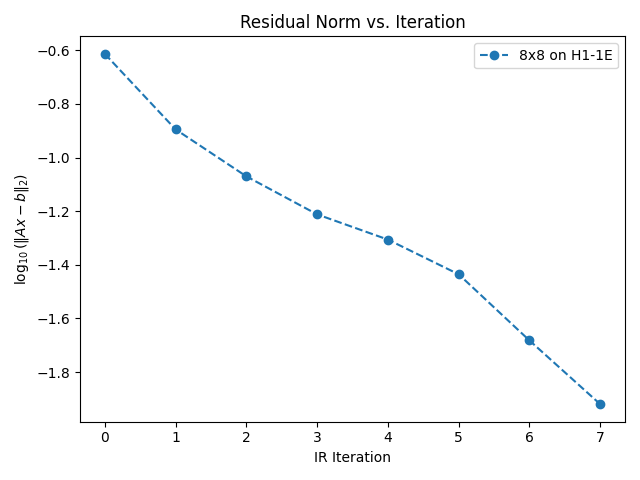 Residual Norm vs. Iteration
8x8 on H1-1E
−0.6
−0.8
−1.0
−1.2
−1.4
−1.6
−1.8
log₁₀(‖Ax − b‖₂)
0 1 2 3 4 5 6 7
IR Iteration